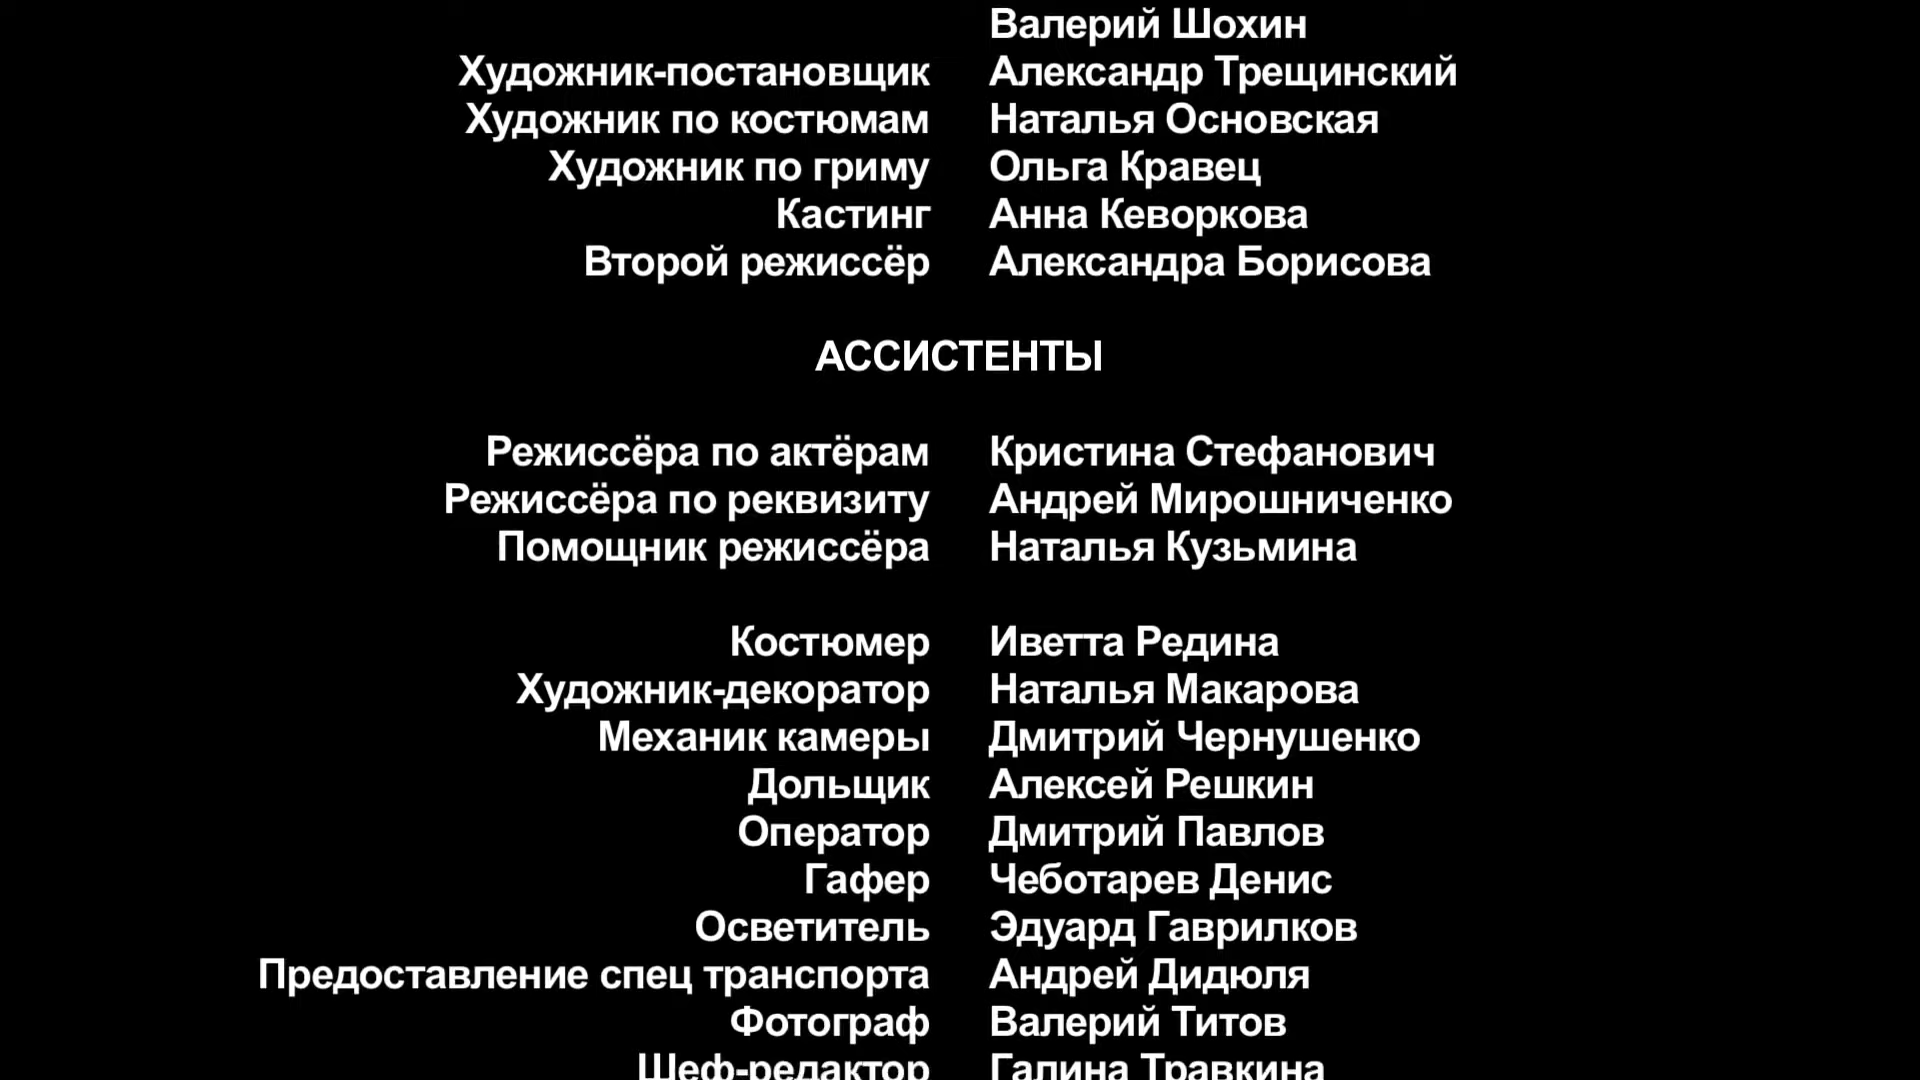 Валерий Шохин
Художник-постановщик Александр Трещинский
Художник по костюмам Наталья Основская
Художник по гриму Ольга Кравец
Кастинг Анна Кеворкова
Второй режиссёр Александра Борисова
АССИСТЕНТЫ
Режиссёра по актёрам Кристина Стефанович
Режиссёра по реквизиту Андрей Мирошниченко
Помощник режиссёра Наталья Кузьмина
Костюмер Иветта Редина
Художник-декоратор Наталья Макарова
Механик камеры Дмитрий Чернушенко
Дольщик Алексей Решкин
Оператор Дмитрий Павлов
Гафер Чеботарев Денис
Осветитель Эдуард Гаврилков
Предоставление спец транспорта Андрей Дидюля
Фотограф Валерий Титов
Шеф-редактор Галина Травкина